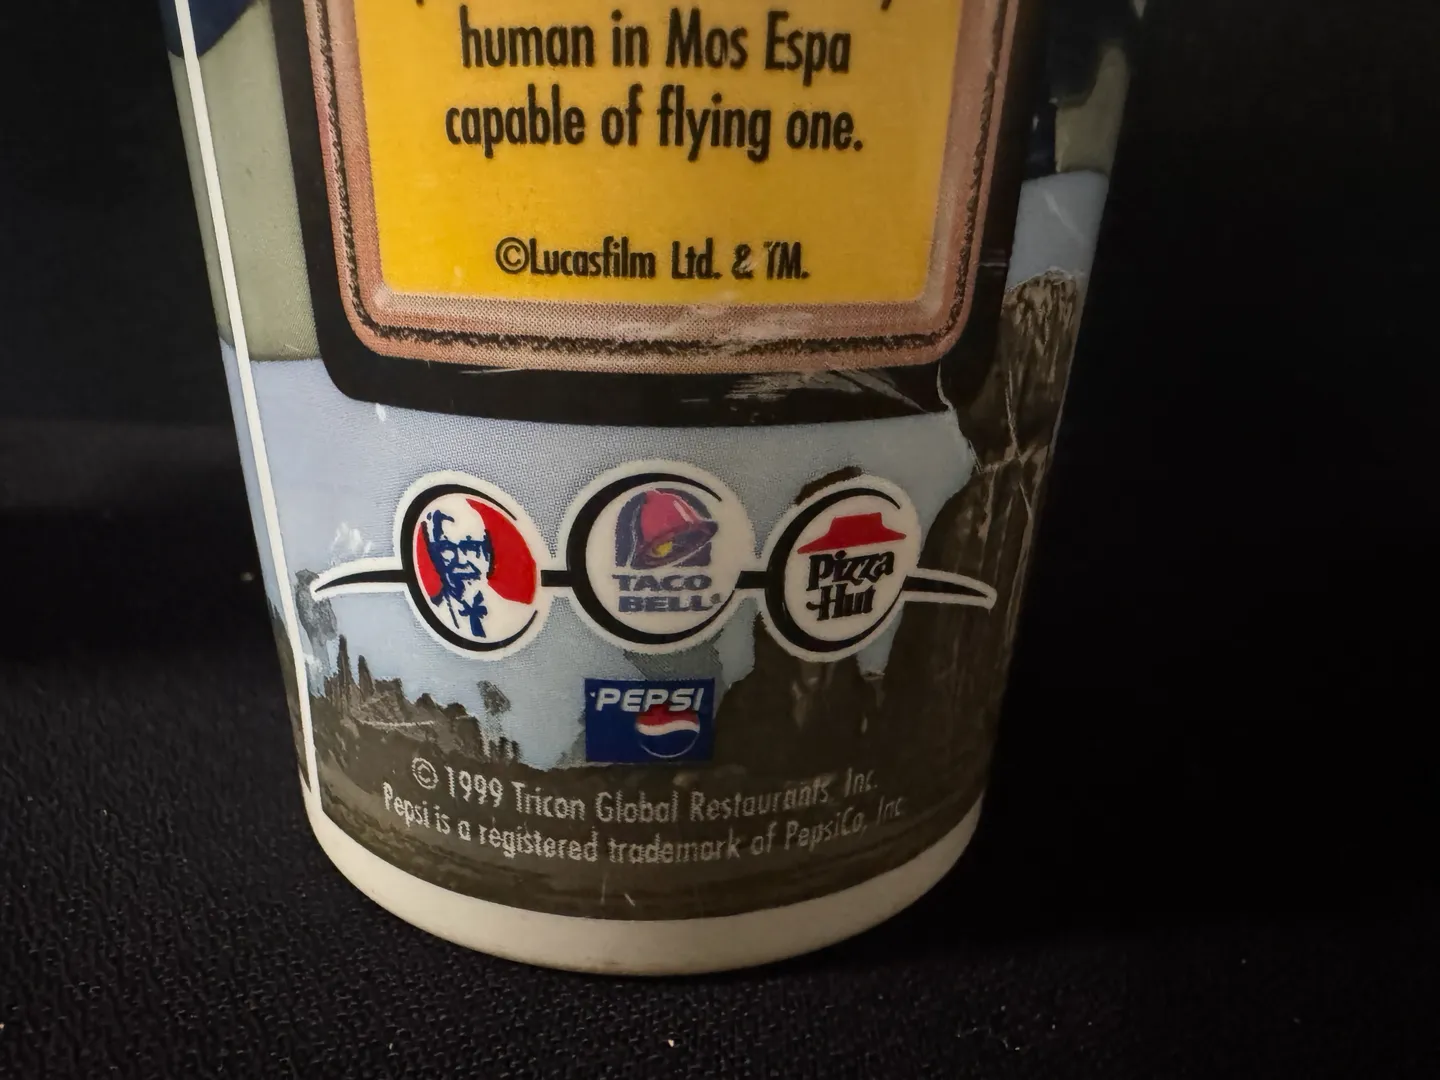 human in Mos Espa
capable of flying one.
©Lucasfilm Ltd. & TM.
TACO
BELL®
Pizza
Hut
PEPSI
© 1999 Tricon Global Restaurants, Inc.
Pepsi is a registered trademark of PepsiCo, Inc.